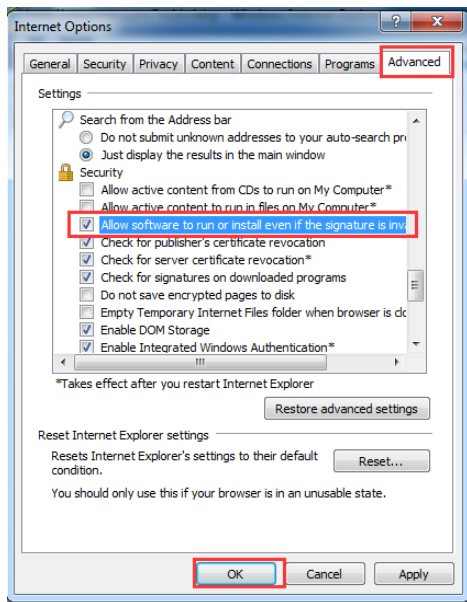 Internet Options
General Security Privacy Content Connections Programs Advanced
Settings
Search from the Address bar
Do not submit unknown addresses to your auto-search pr
Just display the results in the main window
Security
Allow active content from CDs to run on My Computer*
Allow active content to run in files on My Computer*
Allow software to run or install even if the signature is inva
Check for publisher's certificate revocation
Check for server certificate revocation*
Check for signatures on downloaded programs
Do not save encrypted pages to disk
Empty Temporary Internet Files folder when browser is clo
Enable DOM Storage
Enable Integrated Windows Authentication*
*Takes effect after you restart Internet Explorer
Restore advanced settings
Reset Internet Explorer settings
Resets Internet Explorer's settings to their default
condition.
Reset...
You should only use this if your browser is in an unusable state.
OK Cancel Apply